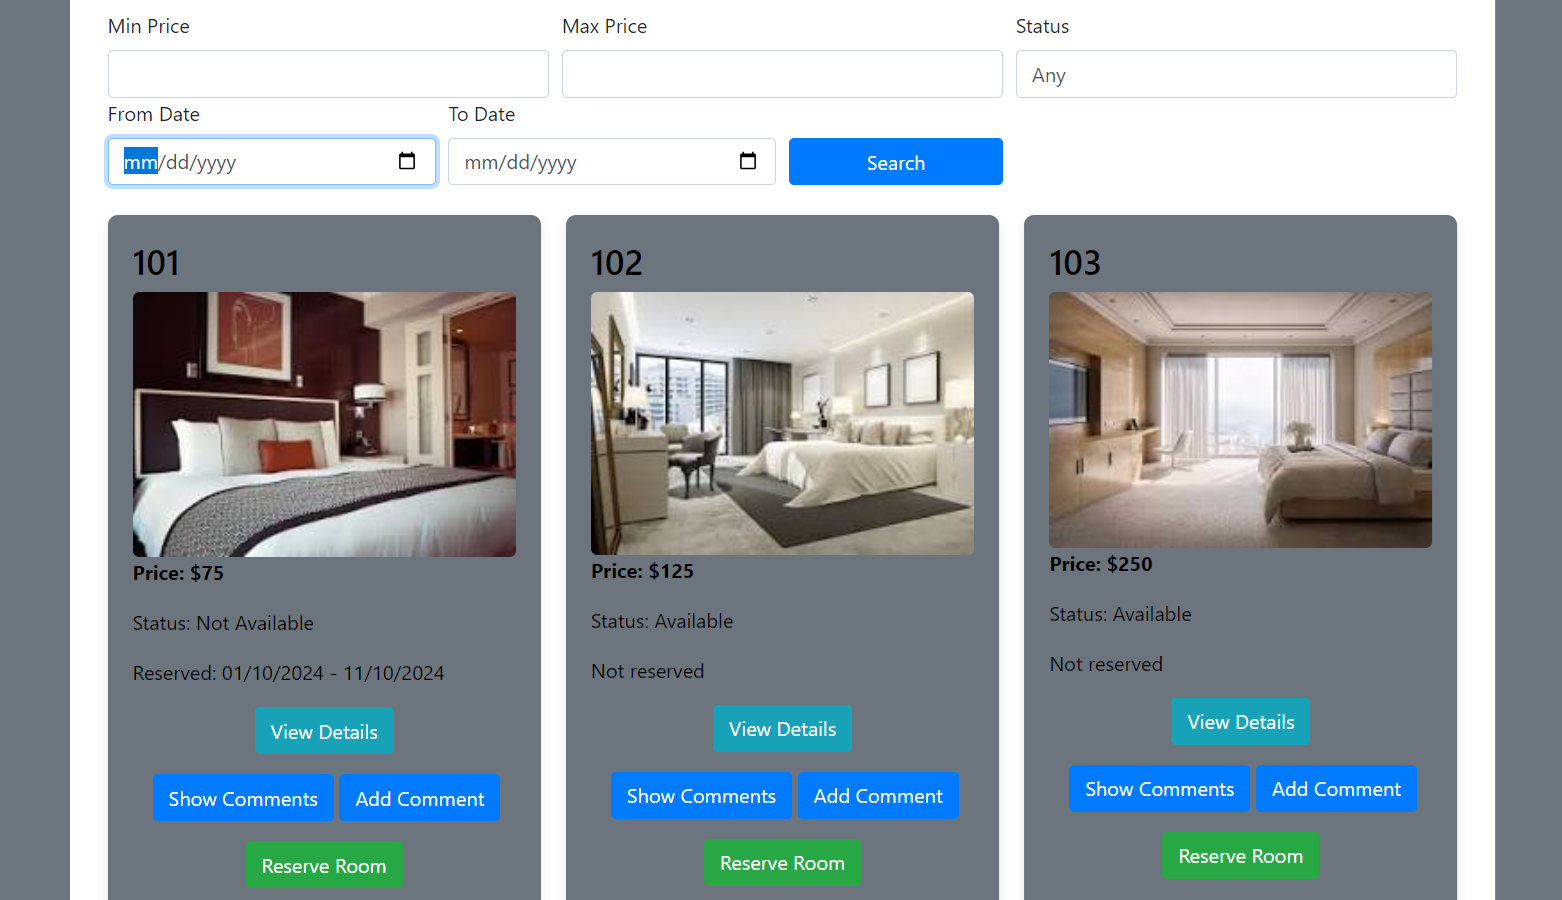 Min Price
Max Price
Status
Any
From Date
To Date
mm/dd/yyyy
mm/dd/yyyy
Search
101
Price: $75
Status: Not Available
Reserved: 01/10/2024 - 11/10/2024
View Details
Show Comments
Add Comment
Reserve Room
102
Price: $125
Status: Available
Not reserved
View Details
Show Comments
Add Comment
Reserve Room
103
Price: $250
Status: Available
Not reserved
View Details
Show Comments
Add Comment
Reserve Room